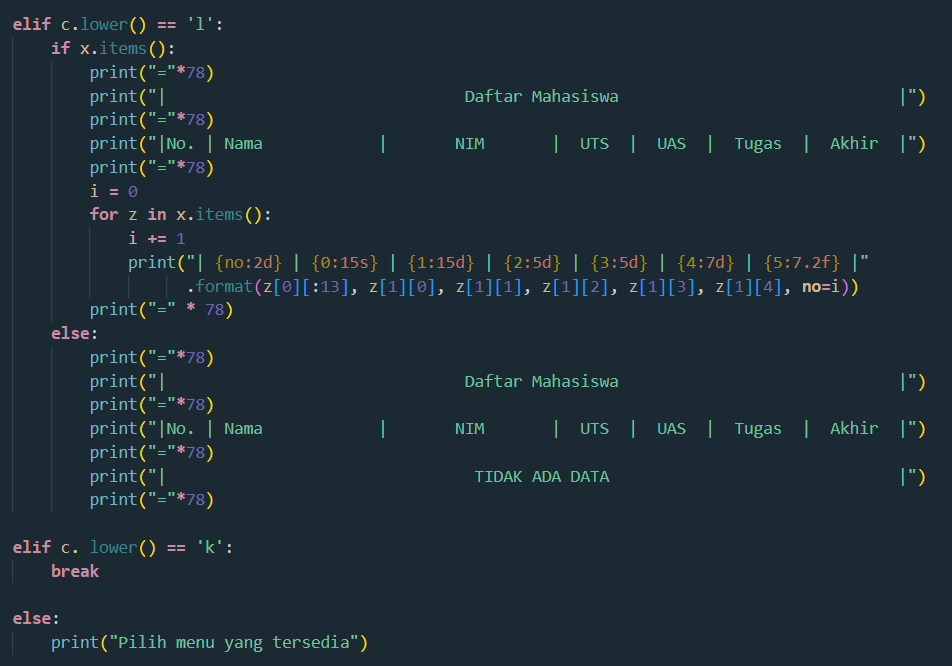 elif c.lower() == 'l':
    if x.items():
        print("="*78)
        print("|                               Daftar Mahasiswa                             |")
        print("="*78)
        print("|No. | Nama            |       NIM       |  UTS  |  UAS  |  Tugas  |  Akhir  |")
        print("="*78)
        i = 0
        for z in x.items():
            i += 1
            print("| {no:2d} | {0:15s} | {1:15d} | {2:5d} | {3:5d} | {4:7d} | {5:7.2f} |"
                  .format(z[0][:13], z[1][0], z[1][1], z[1][2], z[1][3], z[1][4], no=i))
        print("=" * 78)
    else:
        print("="*78)
        print("|                               Daftar Mahasiswa                             |")
        print("="*78)
        print("|No. | Nama            |       NIM       |  UTS  |  UAS  |  Tugas  |  Akhir  |")
        print("="*78)
        print("|                                TIDAK ADA DATA                              |")
        print("="*78)

elif c. lower() == 'k':
    break

else:
    print("Pilih menu yang tersedia")